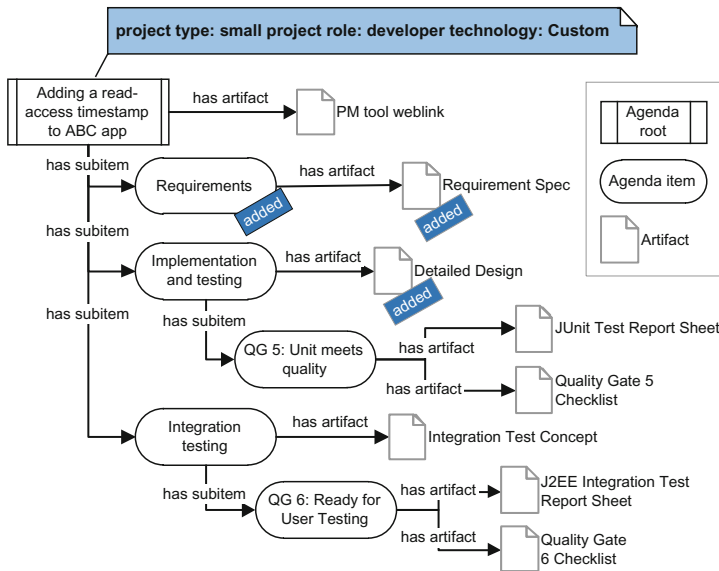 project type: small project role: developer technology: Custom
Adding a read-
access timestamp
to ABC app
has artifact
PM tool weblink
Agenda
root
Agenda item
Artifact
has subitem
Requirements
added
has artifact
Requirement Spec
added
has subitem
Implementation
and testing
has artifact
Detailed Design
added
has subitem
has subitem
QG 5: Unit meets
quality
has artifact
JUnit Test Report Sheet
has artifact
Quality Gate 5
Checklist
Integration
testing
has artifact
Integration Test Concept
has subitem
QG 6: Ready for
User Testing
has artifact
J2EE Integration Test
Report Sheet
has artifact
Quality Gate
6 Checklist